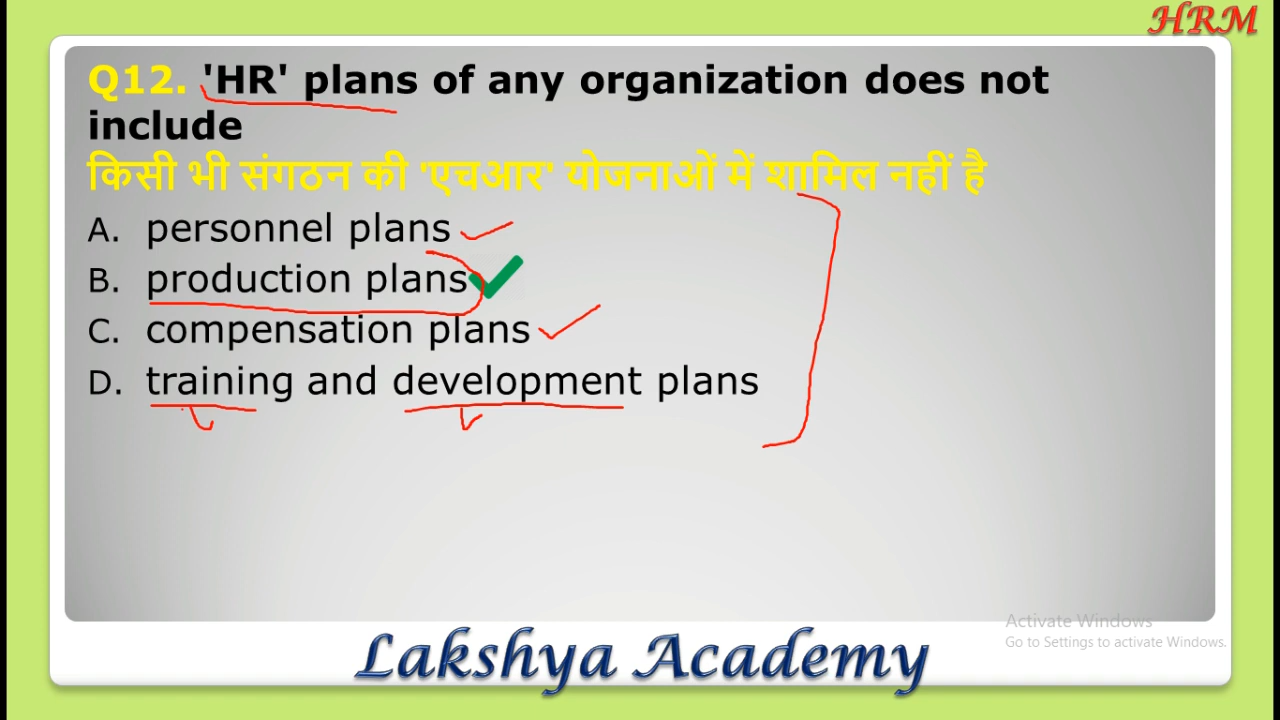 HRM
Q12. 'HR' plans of any organization does not
include
किसी भी संगठन की 'एचआर' योजनाओं में शामिल नहीं है
A. personnel plans
B. production plans
C. compensation plans
D. training and development plans
Activate Windows
Go to Settings to activate Windows.
Lakshya Academy